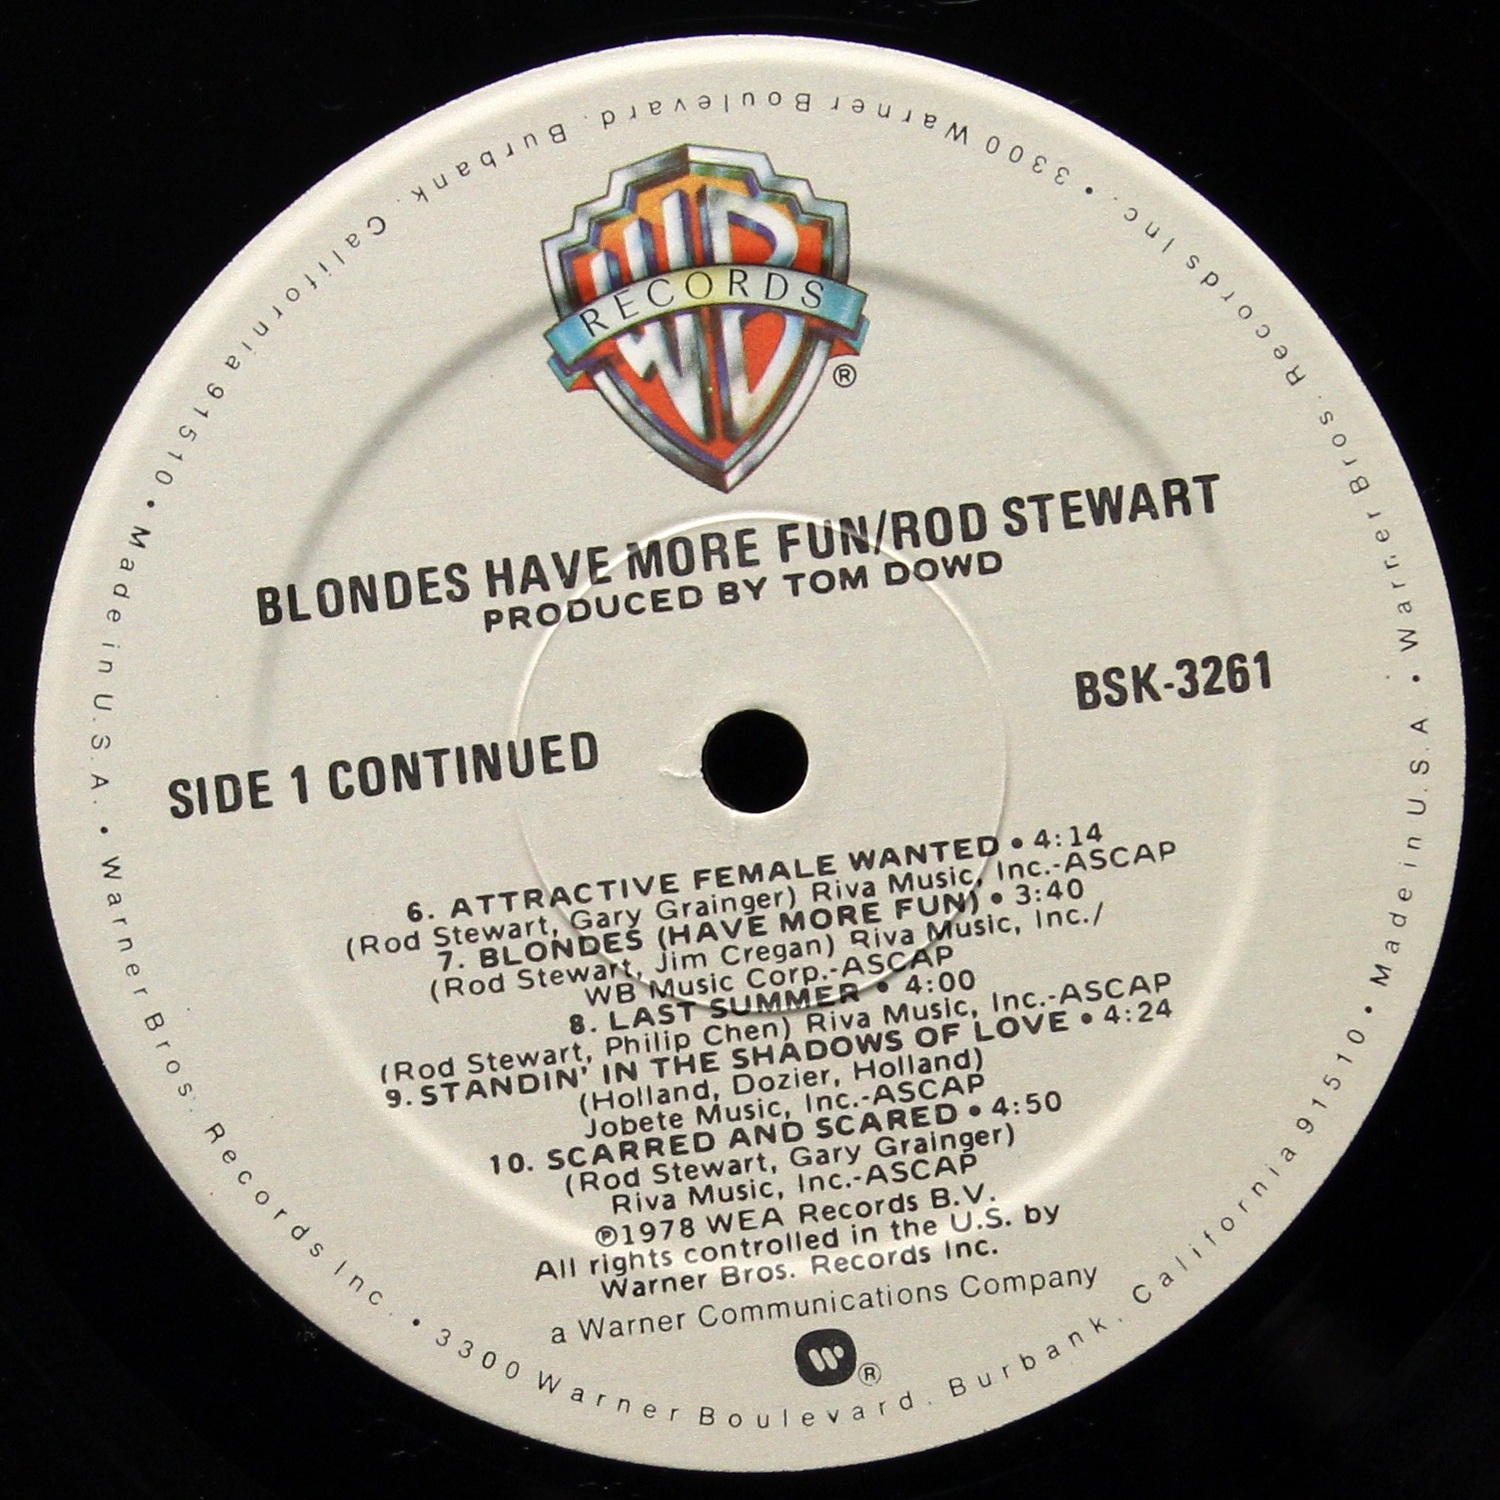 RECORDS
®
BLONDES HAVE MORE FUN/ROD STEWART
PRODUCED BY TOM DOWD
BSK-3261
SIDE 1 CONTINUED
6. ATTRACTIVE FEMALE WANTED • 4:14
(Rod Stewart, Gary Grainger) Riva Music, Inc.-ASCAP
7. BLONDES (HAVE MORE FUN) • 3:40
(Rod Stewart, Jim Cregan) Riva Music, Inc./
WB Music Corp.-ASCAP
8. LAST SUMMER • 4:00
(Rod Stewart, Philip Chen) Riva Music, Inc.-ASCAP
9. STANDIN' IN THE SHADOWS OF LOVE • 4:24
(Holland, Dozier, Holland)
Jobete Music, Inc.-ASCAP
10. SCARRED AND SCARED • 4:50
(Rod Stewart, Gary Grainger)
Riva Music, Inc.-ASCAP
℗1978 WEA Records B.V.
All rights controlled in the U.S. by
Warner Bros. Records Inc.
a Warner Communications Company
®
• Warner Bros. Records Inc. • 3300 Warner Boulevard. Burbank. California 91510 • Made in U.S.A. • Warner Bros. Records Inc. • 3300 Warner Boulevard. Burbank. California 91510 • Made in U.S.A